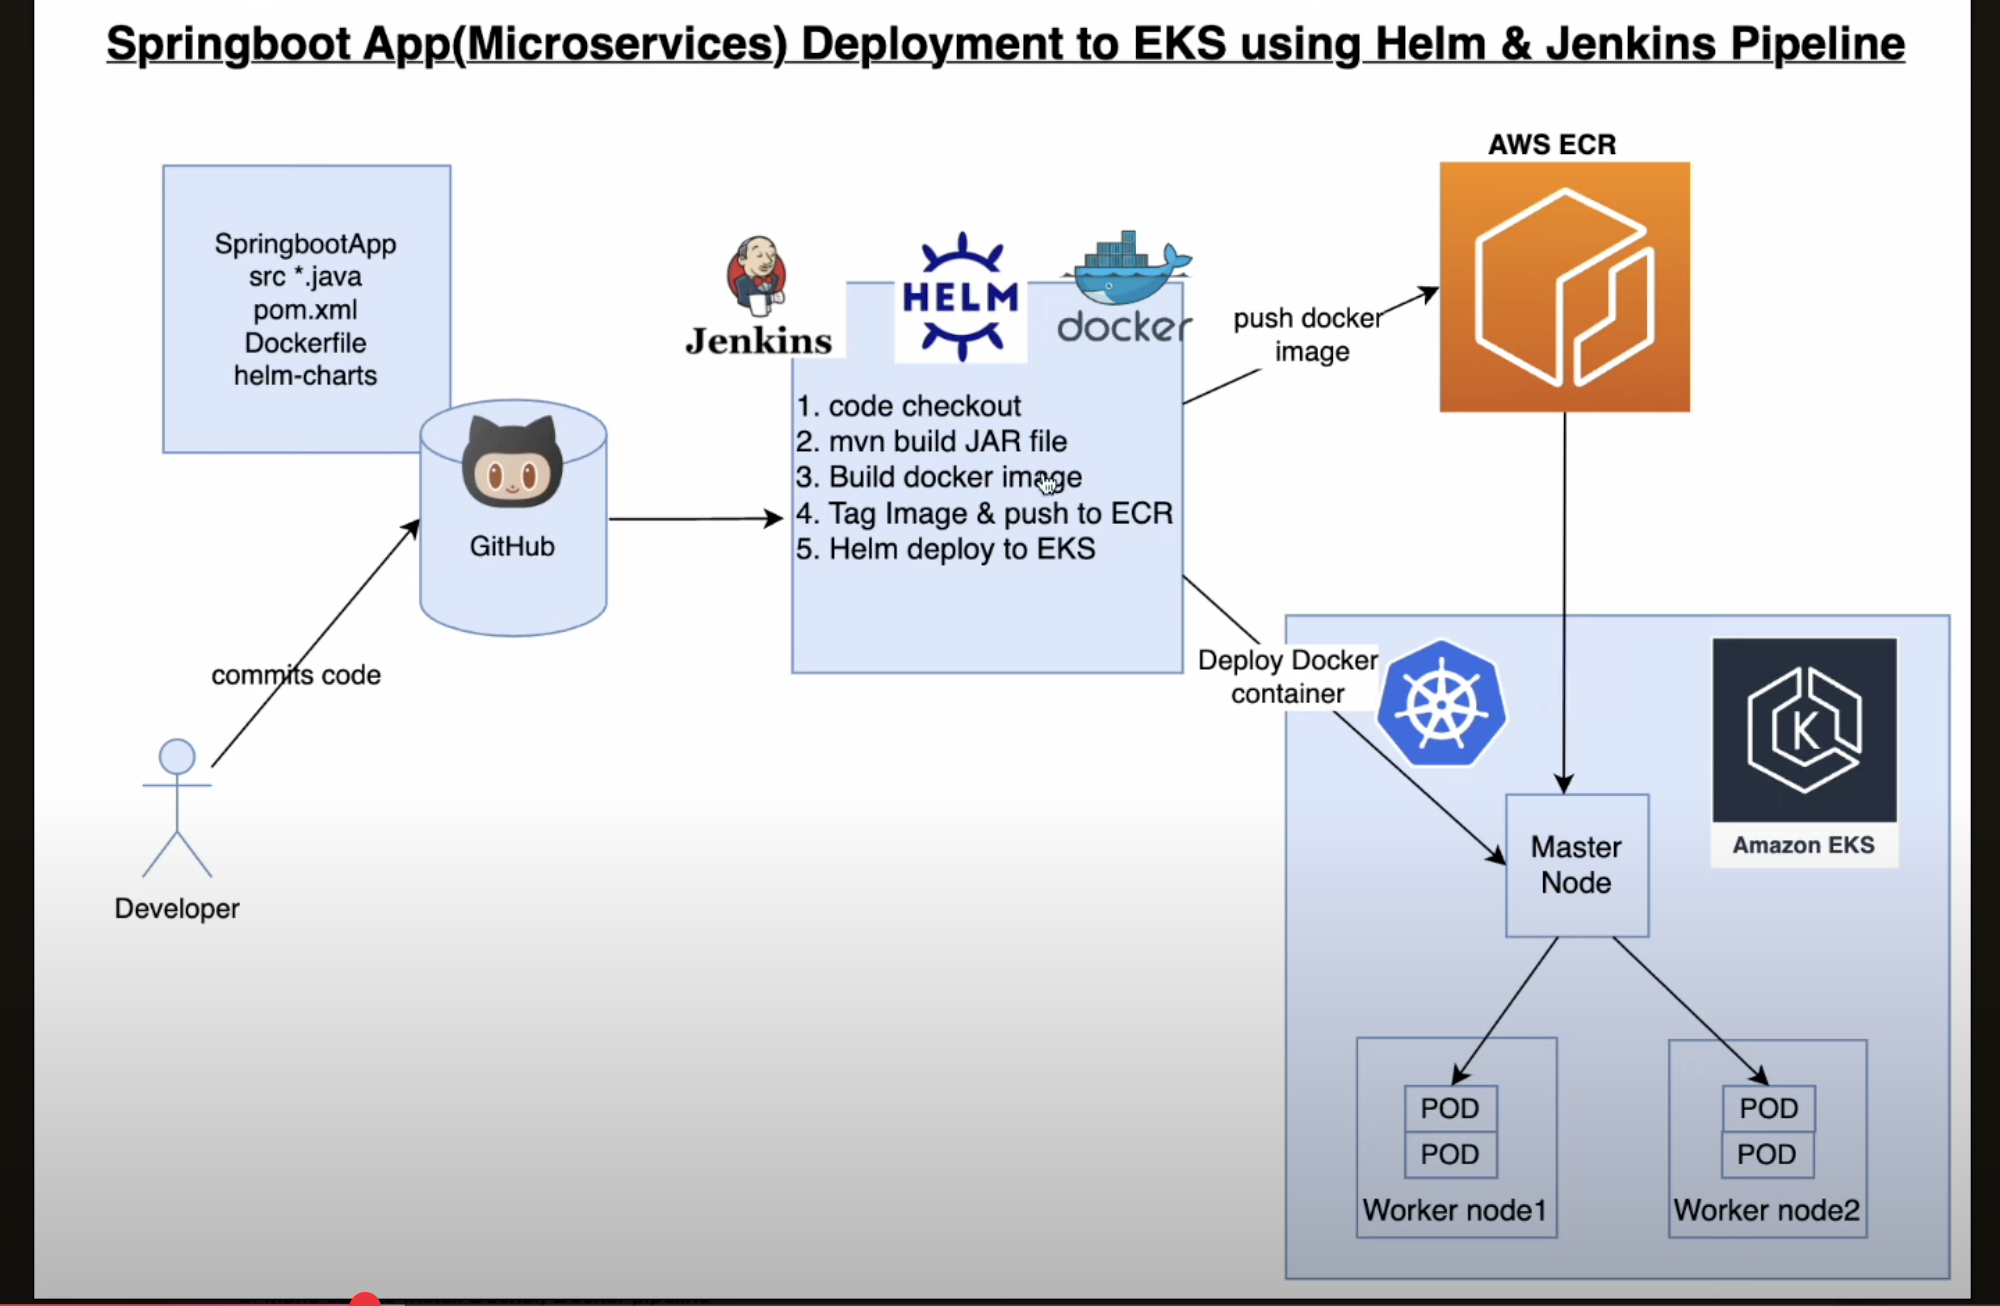 Springboot App(Microservices) Deployment to EKS using Helm & Jenkins Pipeline
AWS ECR
SpringbootApp
src *.java
pom.xml
Dockerfile
helm-charts
Jenkins
HELM
docker
push docker
image
1. code checkout
2. mvn build JAR file
3. Build docker image
4. Tag Image & push to ECR
5. Helm deploy to EKS
GitHub
commits code
Developer
Deploy Docker
container
K
Amazon EKS
Master
Node
POD
POD
Worker node1
POD
POD
Worker node2